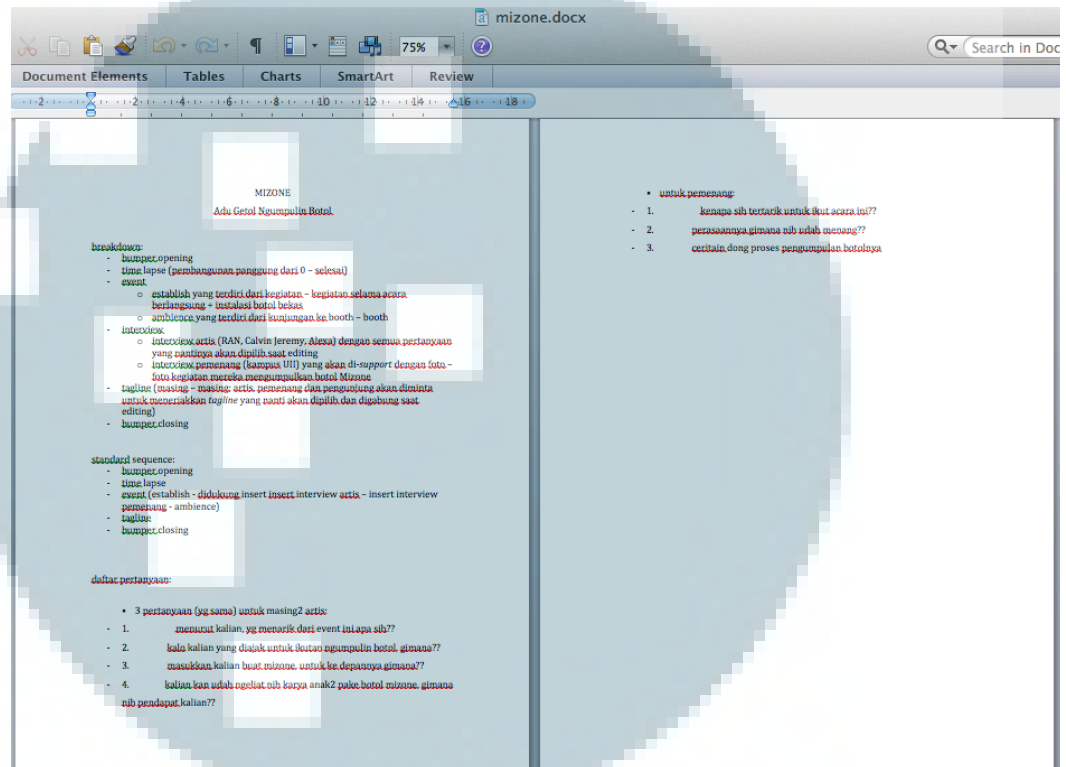 mizone.docx
75%
Search in Doc
Document Elements Tables Charts SmartArt Review
2 2 4 6 8 10 12 14 16 18
MIZONE
Adu Getol Ngumpulin Botol
breakdown:
- bumper opening
- time lapse (pembangunan panggung dari 0 – selesai)
- event
o establish yang terdiri dari kegiatan – kegiatan selama acara
berlangsung + instalasi botol bekas
o ambience yang terdiri dari kunjungan ke booth – booth
- interview
o interview artis (RAN, Calvin Jeremy, Alexa) dengan semua pertanyaan
yang nantinya akan dipilih saat editing
o interview pemenang (kampus UII) yang akan di-support dengan foto –
foto kegiatan mereka mengumpulkan botol Mizone
- tagline (masing – masing: artis, pemenang dan pengunjung akan diminta
untuk meneriakkan tagline yang nanti akan dipilih dan digabung saat
editing)
- bumper closing
standard sequence:
- bumper opening
- time lapse
- event (establish - didukung insert insert interview artis – insert interview
pemenang - ambience)
- tagline
- bumper closing
daftar pertanyaan:
• 3 pertanyaan (yg sama) untuk masing2 artis:
- 1. menurut kalian, yg menarik dari event ini apa sih??
- 2. kalo kalian yang diajak untuk ikutan ngumpulin botol, gimana??
- 3. masukkan kalian buat mizone, untuk ke depannya gimana??
- 4. kalian kan udah ngeliat nih karya anak2 pake botol mizone, gimana
nih pendapat kalian??
• untuk pemenang:
- 1. kenapa sih tertarik untuk ikut acara ini??
- 2. perasaannya gimana nih udah menang??
- 3. ceritain dong proses pengumpulan botolnya